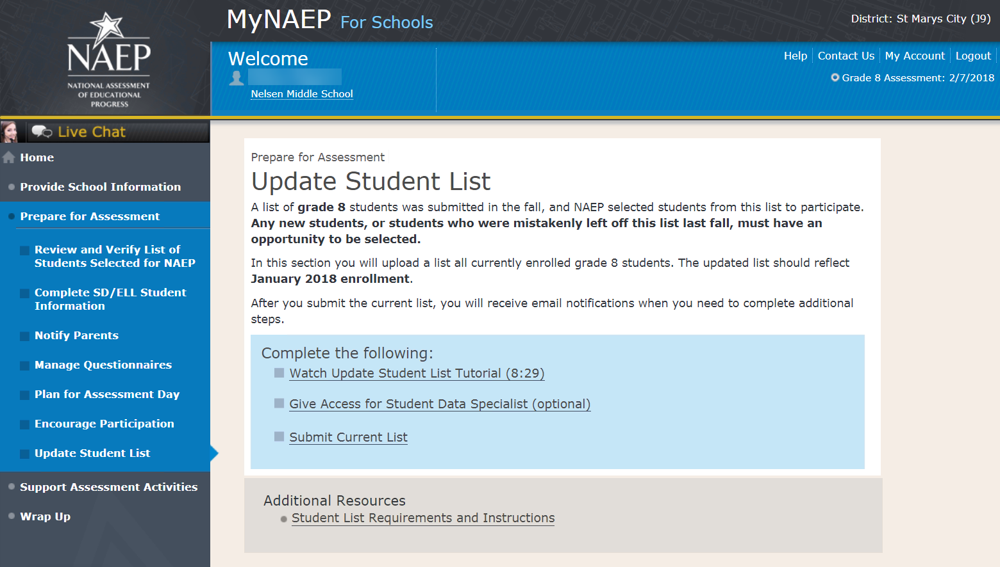 NAEP
NATIONAL ASSESSMENT
OF EDUCATIONAL
PROGRESS
MyNAEP For Schools
District: St Marys City (J9)
Welcome
Nelsen Middle School
Help Contact Us My Account Logout
Grade 8 Assessment: 2/7/2018
Live Chat
Home
Provide School Information
Prepare for Assessment
Review and Verify List of
Students Selected for NAEP
Complete SD/ELL Student
Information
Notify Parents
Manage Questionnaires
Plan for Assessment Day
Encourage Participation
Update Student List
Support Assessment Activities
Wrap Up
Prepare for Assessment
Update Student List
A list of grade 8 students was submitted in the fall, and NAEP selected students from this list to participate.
Any new students, or students who were mistakenly left off this list last fall, must have an
opportunity to be selected.
In this section you will upload a list all currently enrolled grade 8 students. The updated list should reflect
January 2018 enrollment.
After you submit the current list, you will receive email notifications when you need to complete additional
steps.
Complete the following:
Watch Update Student List Tutorial (8:29)
Give Access for Student Data Specialist (optional)
Submit Current List
Additional Resources
Student List Requirements and Instructions